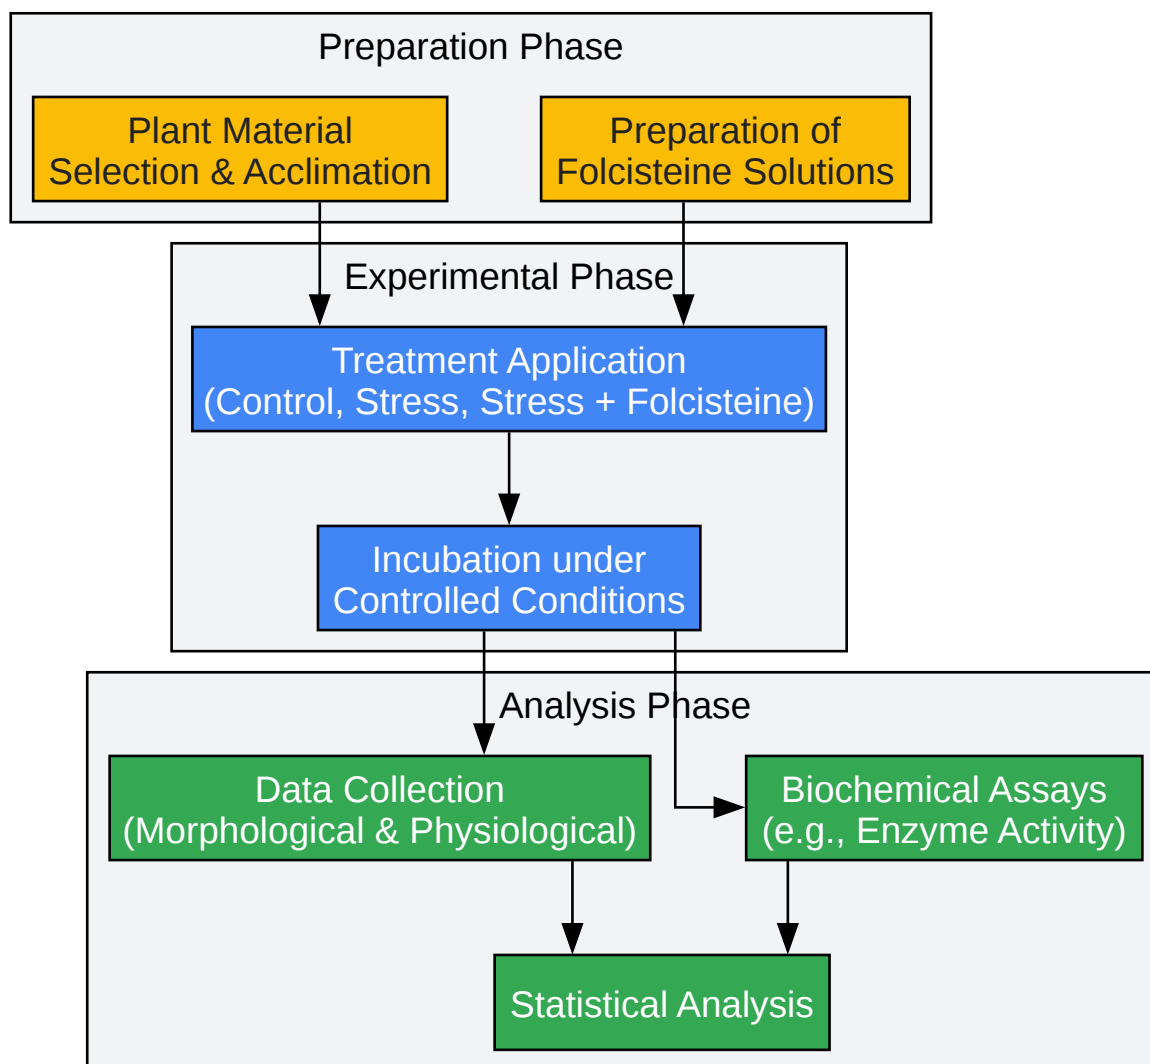 Preparation Phase
Plant Material
Selection & Acclimation
Preparation of
Folcisteine Solutions
Experimental Phase
Treatment Application
(Control, Stress, Stress + Folcisteine)
Incubation under
Controlled Conditions
Analysis Phase
Data Collection
(Morphological & Physiological)
Biochemical Assays
(e.g., Enzyme Activity)
Statistical Analysis